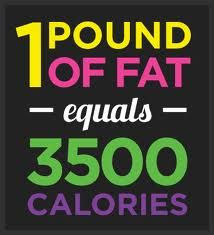 1 POUND
OF FAT
— equals —
3500
CALORIES